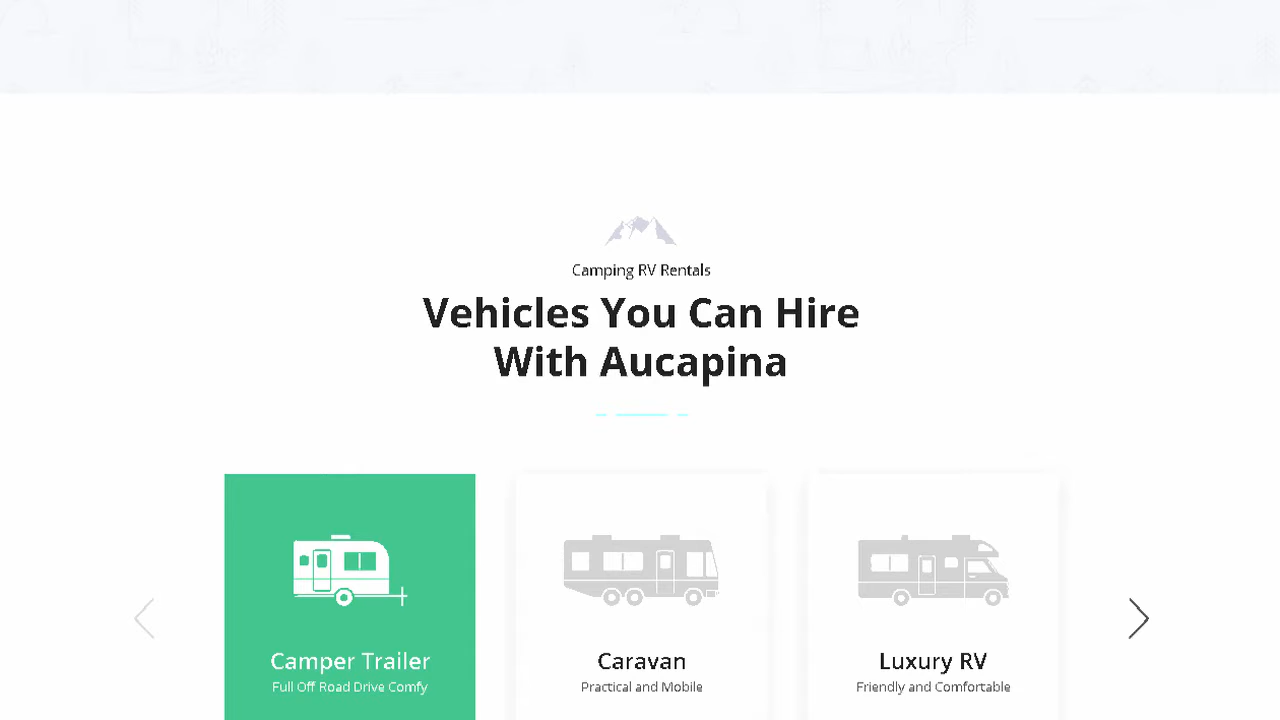 Camping RV Rentals
Vehicles You Can Hire
With Aucapina
Camper Trailer
Full Off Road Drive Comfy
Caravan
Practical and Mobile
Luxury RV
Friendly and Comfortable